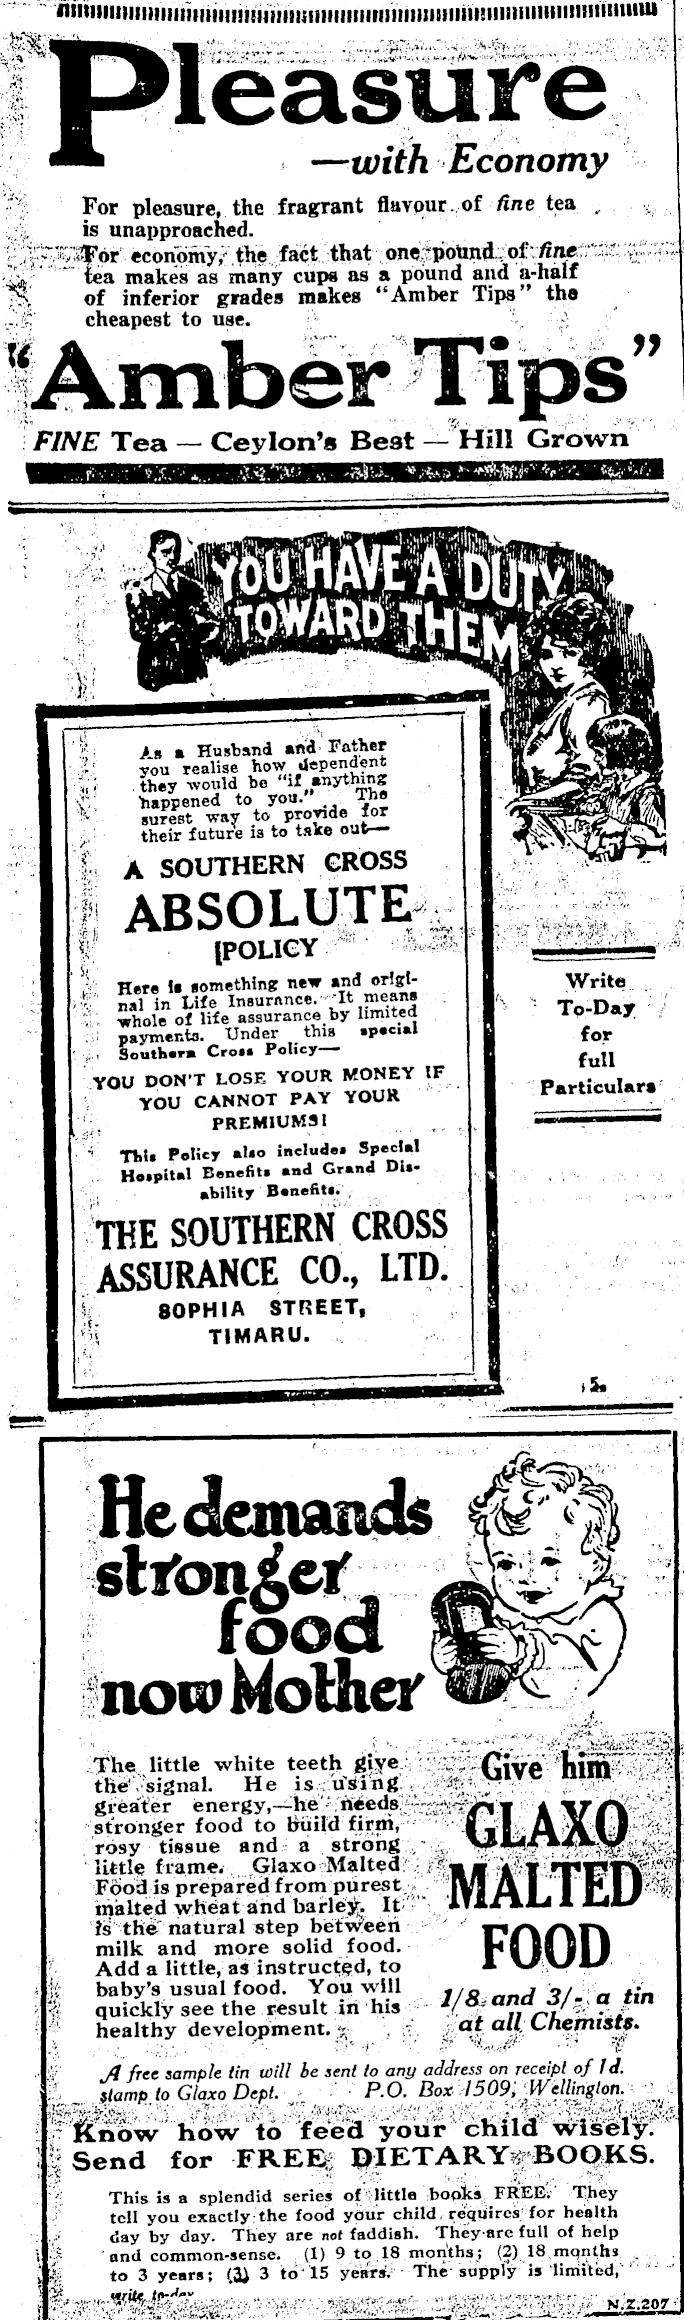 Pleasure
—with Economy
For pleasure, the fragrant flavour of fine tea
is unapproached.
For economy, the fact that one pound of fine
tea makes as many cups as a pound and a-half
of inferior grades makes "Amber Tips" the
cheapest to use.
"Amber Tips"
FINE Tea — Ceylon's Best — Hill Grown
YOU HAVE A DUTY
TOWARD THEM
As a Husband and Father
you realise how dependent
they would be "if anything
happened to you." The
surest way to provide for
their future is to take out—
A SOUTHERN CROSS
ABSOLUTE
[POLICY
Here is something new and origi-
nal in Life Insurance. It means
whole of life assurance by limited
payments. Under this special
Southern Cross Policy—
YOU DON'T LOSE YOUR MONEY IF
YOU CANNOT PAY YOUR
PREMIUMS!
This Policy also includes Special
Hospital Benefits and Grand Dis-
ability Benefits.
THE SOUTHERN CROSS
ASSURANCE CO., LTD.
SOPHIA STREET,
TIMARU.
Write
To-Day
for
full
Particulars
He demands
stronger
food
now Mother
The little white teeth give
the signal. He is using
greater energy,—he needs
stronger food to build firm,
rosy tissue and a strong
little frame. Glaxo Malted
Food is prepared from purest
malted wheat and barley. It
is the natural step between
milk and more solid food.
Add a little, as instructed, to
baby's usual food. You will
quickly see the result in his
healthy development.
Give him
GLAXO
MALTED
FOOD
1/8 and 3/- a tin
at all Chemists.
A free sample tin will be sent to any address on receipt of 1d.
stamp to Glaxo Dept. P.O. Box 1509, Wellington.
Know how to feed your child wisely.
Send for FREE DIETARY BOOKS.
This is a splendid series of little books FREE. They
tell you exactly the food your child requires for health
day by day. They are not faddish. They are full of help
and common-sense. (1) 9 to 18 months; (2) 18 months
to 3 years; (3) 3 to 15 years. The supply is limited,
write to-day
N.Z.207